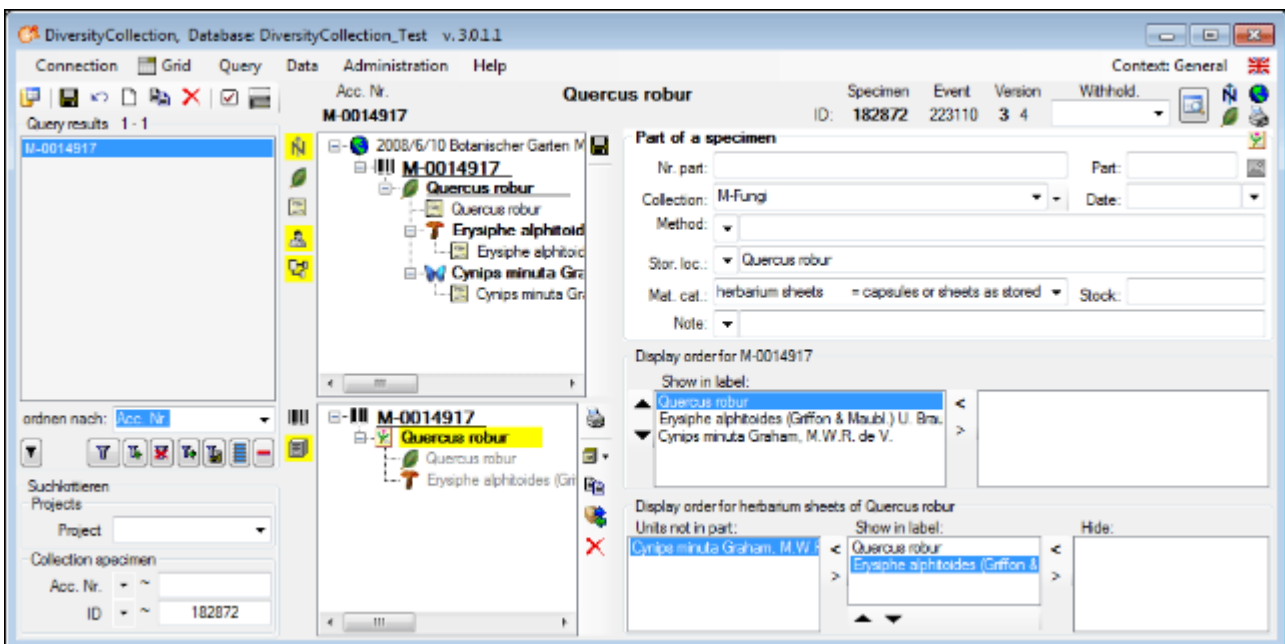 DiversityCollection, Database: DiversityCollection_Test v. 3.0.1.1
Connection Grid Query Data Administration Help Context: General
Query results 1 - 1
M-0014917
ordnen nach: Acc. Nr.
Suchkriterien
Projects
Project
Collection specimen
Acc. Nr. ~
ID ~ 182872
Acc. Nr.
M-0014917
Quercus robur
Specimen Event Version Withhold.
ID: 182872 223110 3 4
2008/6/10 Botanischer Garten M
M-0014917
Quercus robur
Quercus robur
Erysiphe alphitoid
Erysiphe alphitoid
Cynips minuta Gra
Cynips minuta Gr
M-0014917
Quercus robur
Quercus robur
Erysiphe alphitoides (Grif
Part of a specimen
Nr. part: Part:
Collection: M-Fungi Date:
Method:
Stor. loc.: Quercus robur
Mat. cat.: herbarium sheets = capsules or sheets as stored Stock:
Note:
Display order for M-0014917
Show in label:
Quercus robur <
Erysiphe alphitoides (Griffon & Maubl.) U. Brau,
Cynips minuta Graham, M.W.R. de V. >
Display order for herbarium sheets of Quercus robur
Units not in part: Show in label: Hide:
Cynips minuta Graham, M.W.F < Quercus robur <
> Erysiphe alphitoides (Griffon & >